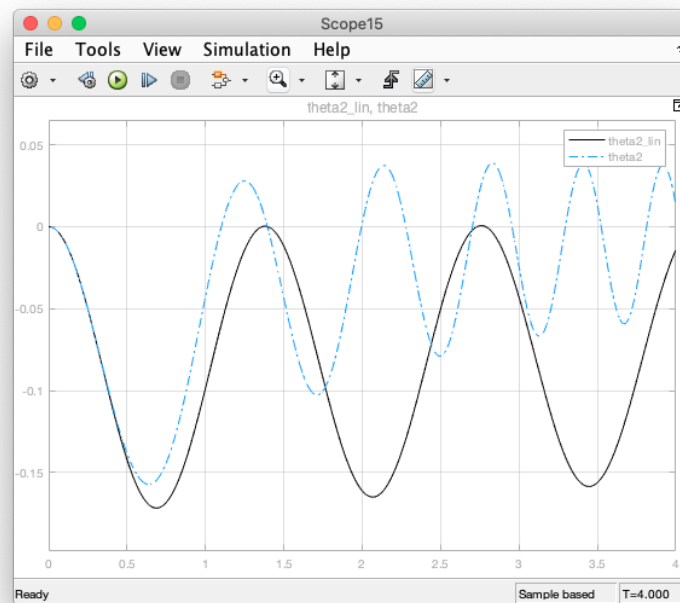 Scope15
File Tools View Simulation Help
theta2_lin, theta2
theta2_lin
theta2
0.05
0
-0.05
-0.1
-0.15
0 0.5 1 1.5 2 2.5 3 3.5 4
Ready Sample based T=4.000